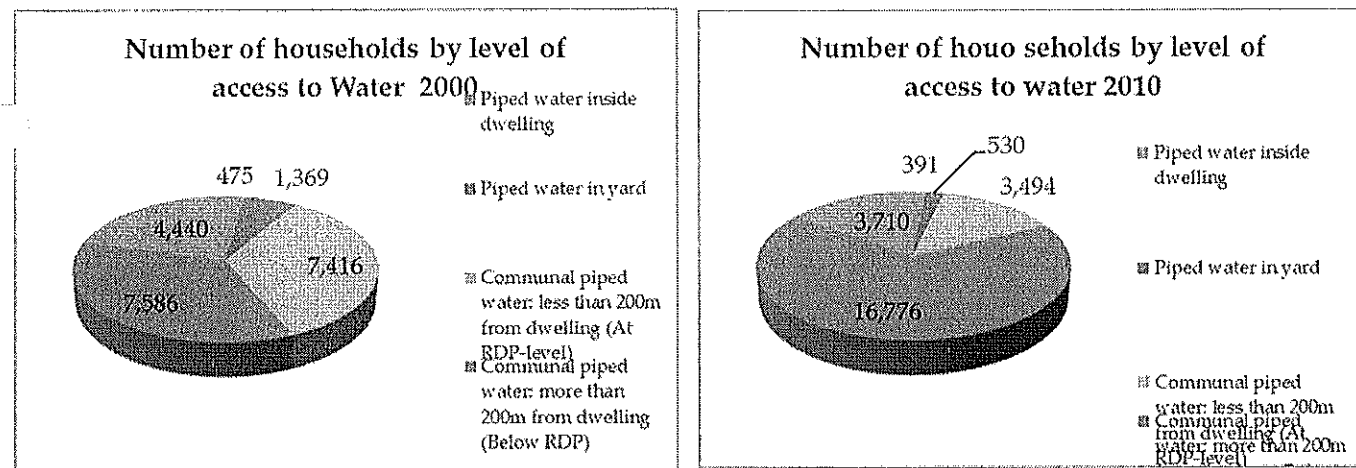 Number of households by level of
access to Water 2000
Piped water inside
dwelling
475
1,369
Piped water in yard
4,440
7,416
7,586
Communal piped
water: less than 200m
from dwelling (At
RDP-level)
Communal piped
water: more than
200m from dwelling
(Below RDP)
Number of houo seholds by level of
access to water 2010
391
530
3,494
Piped water inside
dwelling
3,710
Piped water in yard
16,776
Communal piped
water: less than 200m
Communal piped
from dwelling (At
water: more than 200m
RDP-level)